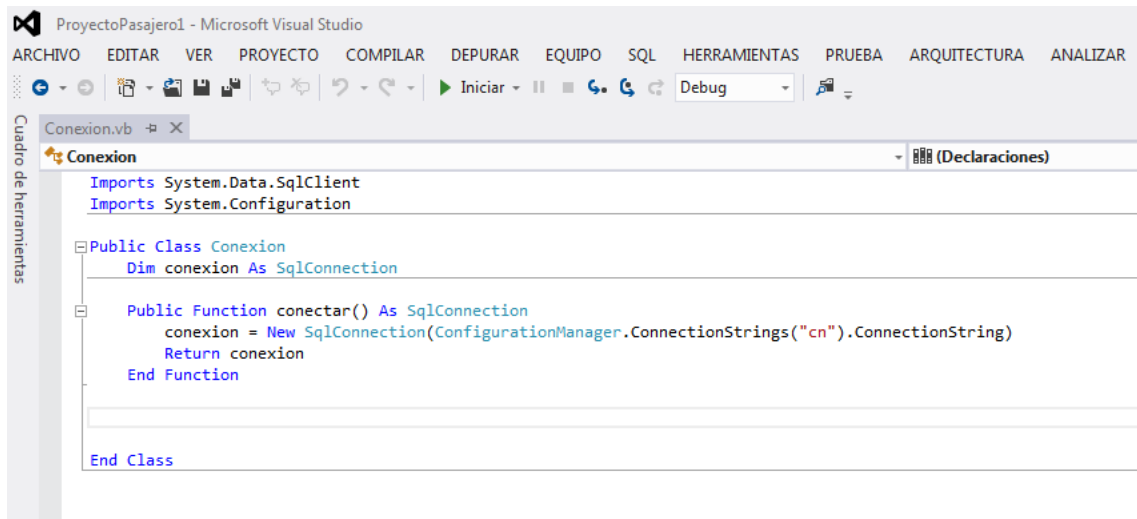 ProyectoPasajero1 - Microsoft Visual Studio
ARCHIVO EDITAR VER PROYECTO COMPILAR DEPURAR EQUIPO SQL HERRAMIENTAS PRUEBA ARQUITECTURA ANALIZAR
Iniciar Debug
Cuadro de herramientas
Conexion.vb
Conexion (Declaraciones)
Imports System.Data.SqlClient
Imports System.Configuration
Public Class Conexion
Dim conexion As SqlConnection
Public Function conectar() As SqlConnection
conexion = New SqlConnection(ConfigurationManager.ConnectionStrings("cn").ConnectionString)
Return conexion
End Function
End Class